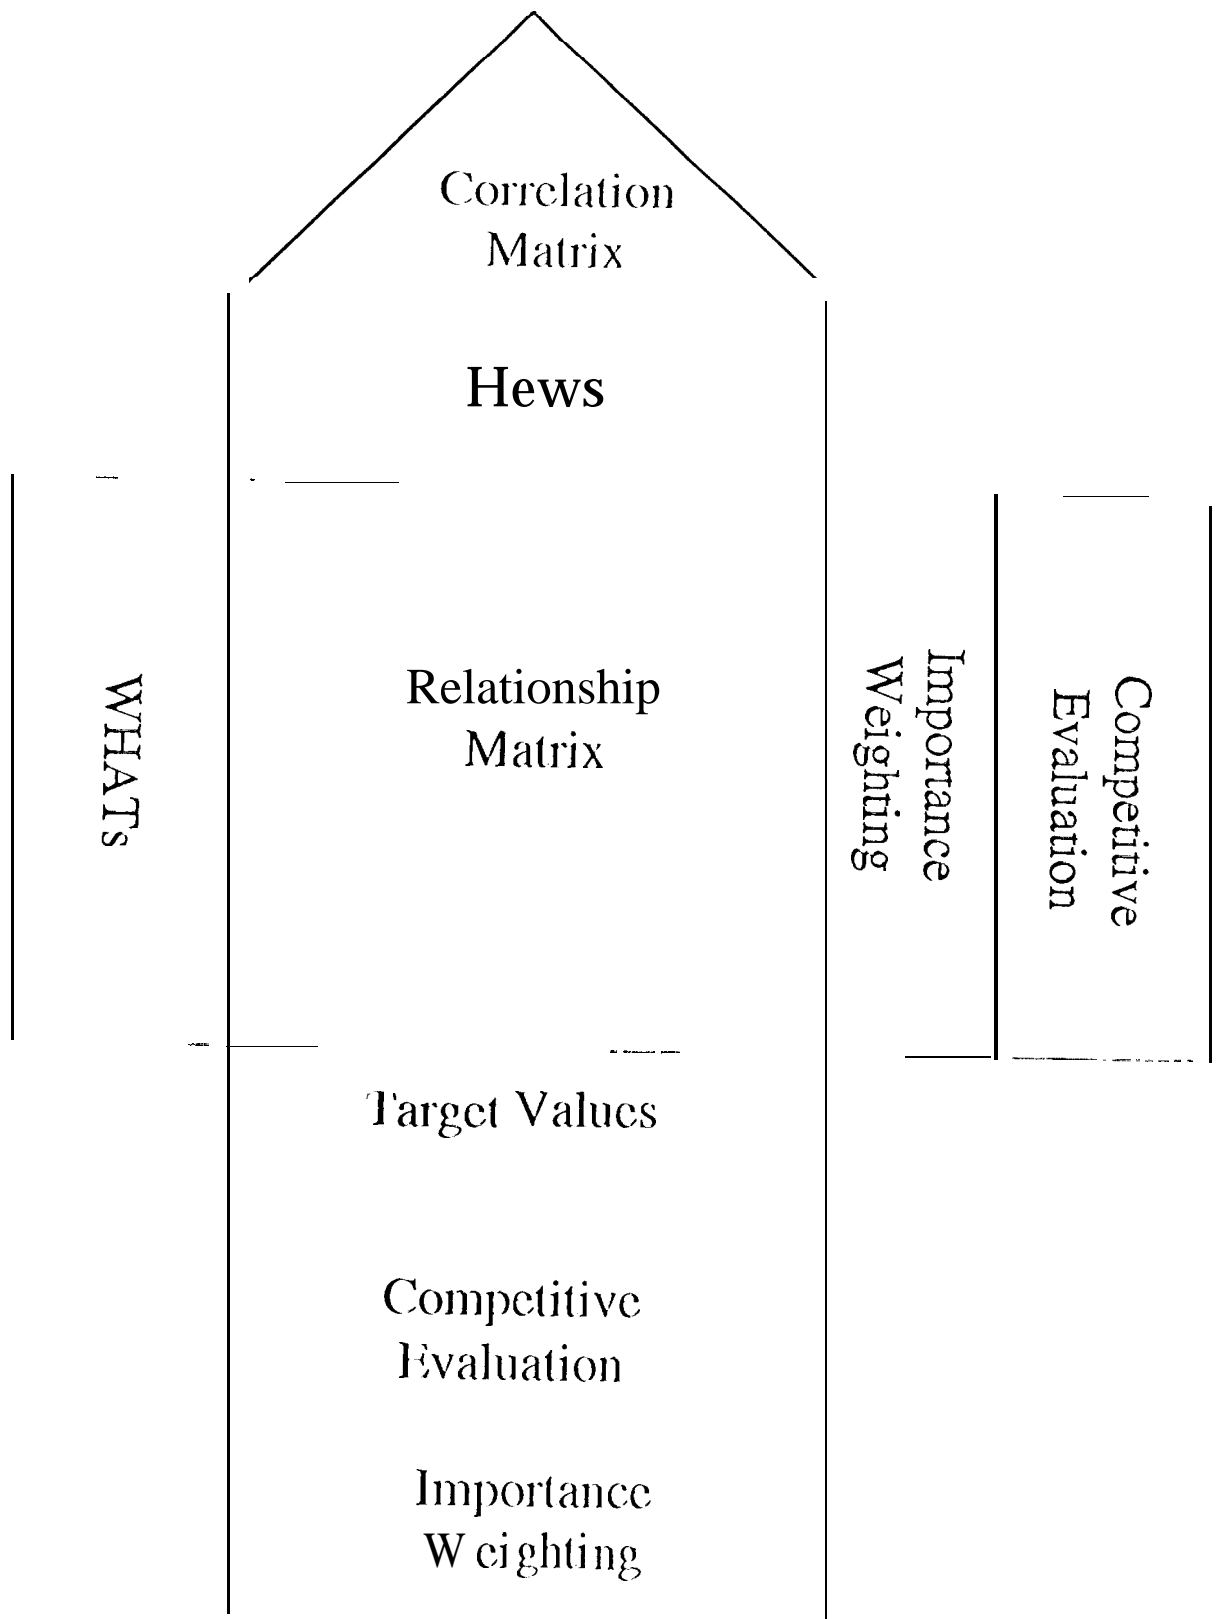 Correlation
Matrix
Hews
WHATs
Relationship
Matrix
Importance
Weighting
Competitive
Evaluation
Target Values
Competitive
Evaluation
Importance
Weighting